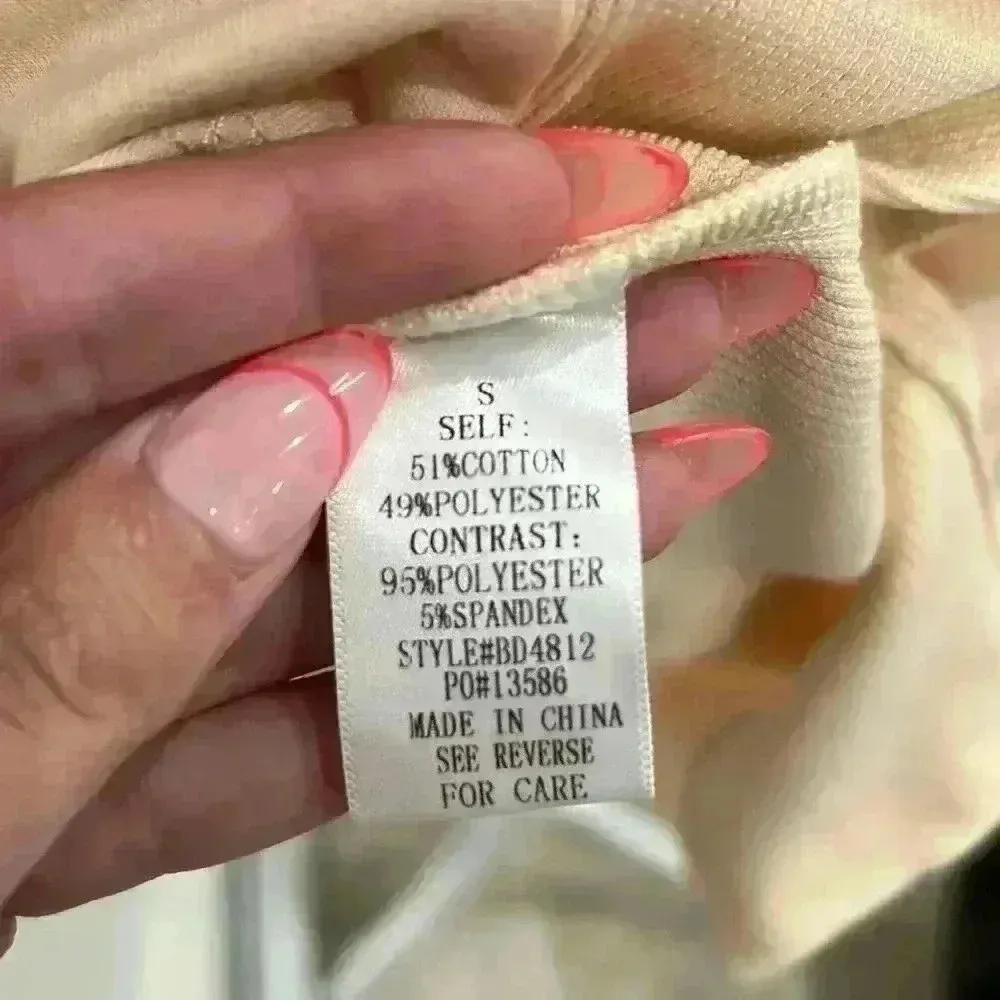 S
SELF:
51%COTTON
49%POLYESTER
CONTRAST:
95%POLYESTER
5%SPANDEX
STYLE#BD4812
PO#13586
MADE IN CHINA
SEE REVERSE
FOR CARE